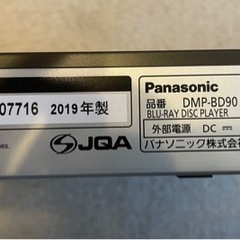 07716 2019年製
Panasonic
品番 DMP-BD90
BLU-RAY DISC PLAYER
外部電源 DC ⎓
パナソニック株式会
ries.
JQA